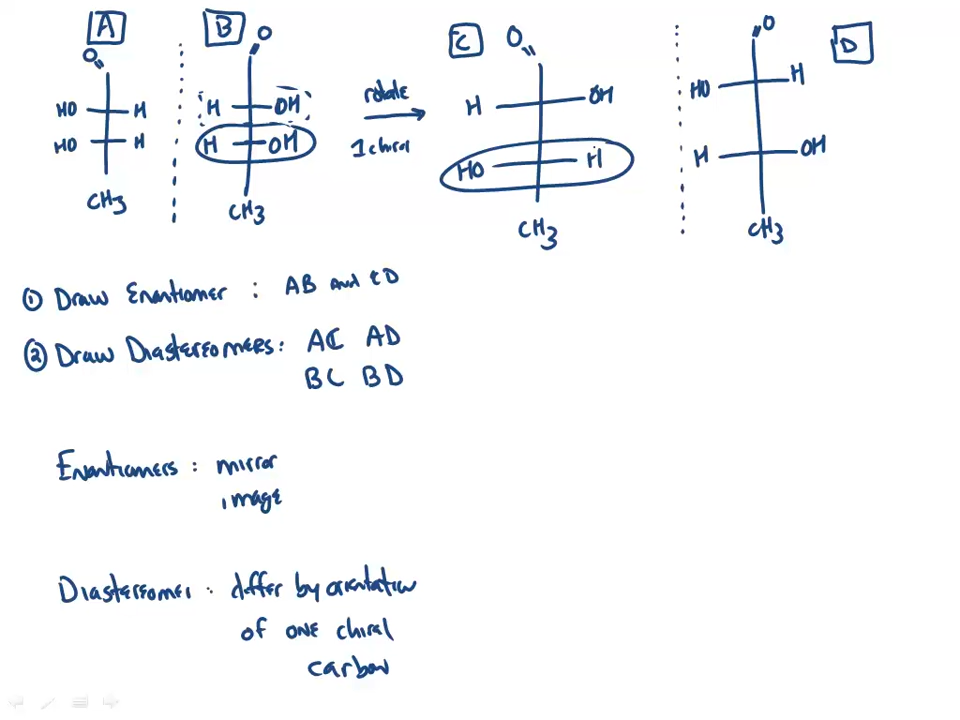 A
B
C
D
O
O
O
O
HO H
H OH
rotate
H OH
HO H
HO H
H OH
1 chiral
HO H
H OH
CH3
CH3
CH3
CH3
① Draw Enantiomer : AB and CD
② Draw Diastereomers: AC AD
BC BD
Enantiomers : mirror
image
Diastereomer : differ by orientation
of one chiral
carbon